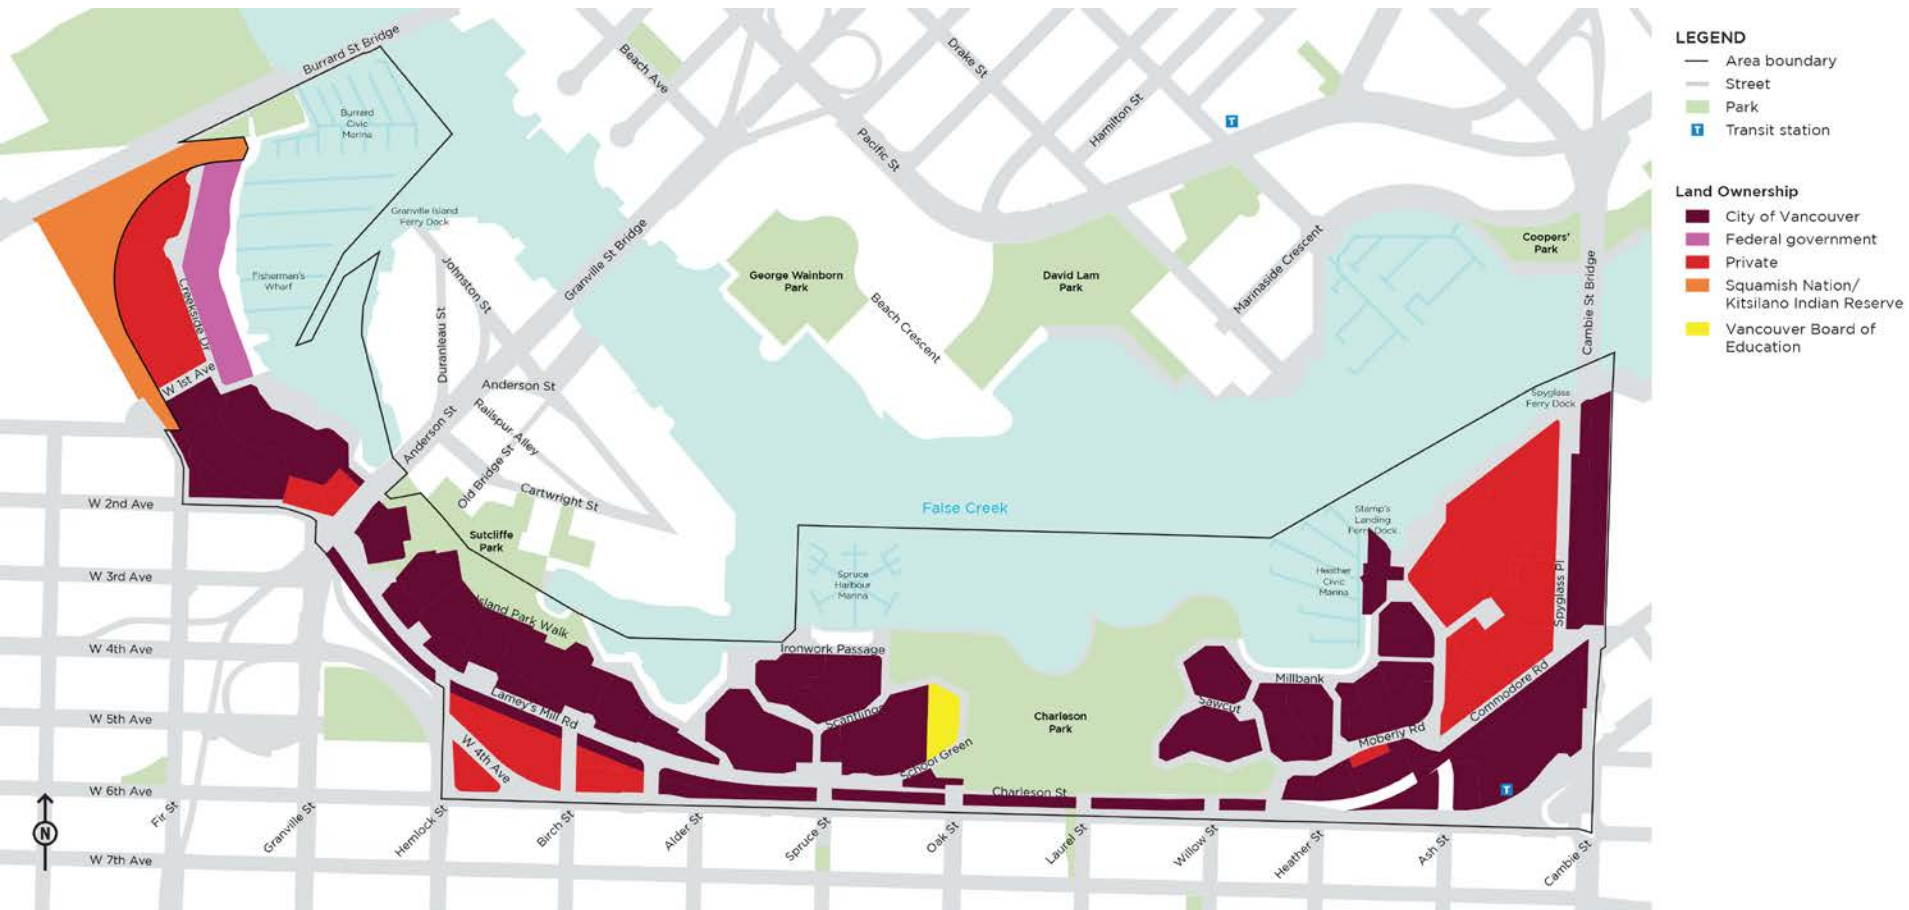 Burrard St Bridge
Burrard
Civic
Marina
Beach Ave
Drake St
Hamilton St
Pacific St
T
Granville Island
Ferry Dock
Granville St Bridge
Fisherman's
Wharf
Johnston St
Duranleau St
Creekside Dr
W 1st Ave
George Wainborn
Park
Beach Crescent
David Lam
Park
Marinaside Crescent
Coopers'
Park
Cambie St Bridge
Anderson St
Anderson St
Railspur Alley
Old Bridge St
Cartwright St
Spyglass
Ferry Dock
W 2nd Ave
False Creek
Sutcliffe
Park
Stamp's
Landing
Ferry Dock
W 3rd Ave
Spruce
Harbour
Marina
Heather
Civic
Marina
Spyglass Pl
Island Park Walk
W 4th Ave
Ironwork Passage
Millbank
Commodore Rd
Lamey's Mill Rd
Scantlings
Sawcut
Charleson
Park
W 5th Ave
W 4th Ave
School Green
Moberly Rd
W 6th Ave
Charleson St
T
N
Fir St
Granville St
Hemlock St
Birch St
Alder St
Spruce St
Oak St
Laurel St
Willow St
Heather St
Ash St
Cambie St
W 7th Ave
LEGEND
Area boundary
Street
Park
T Transit station
Land Ownership
City of Vancouver
Federal government
Private
Squamish Nation/
Kitsilano Indian Reserve
Vancouver Board of
Education